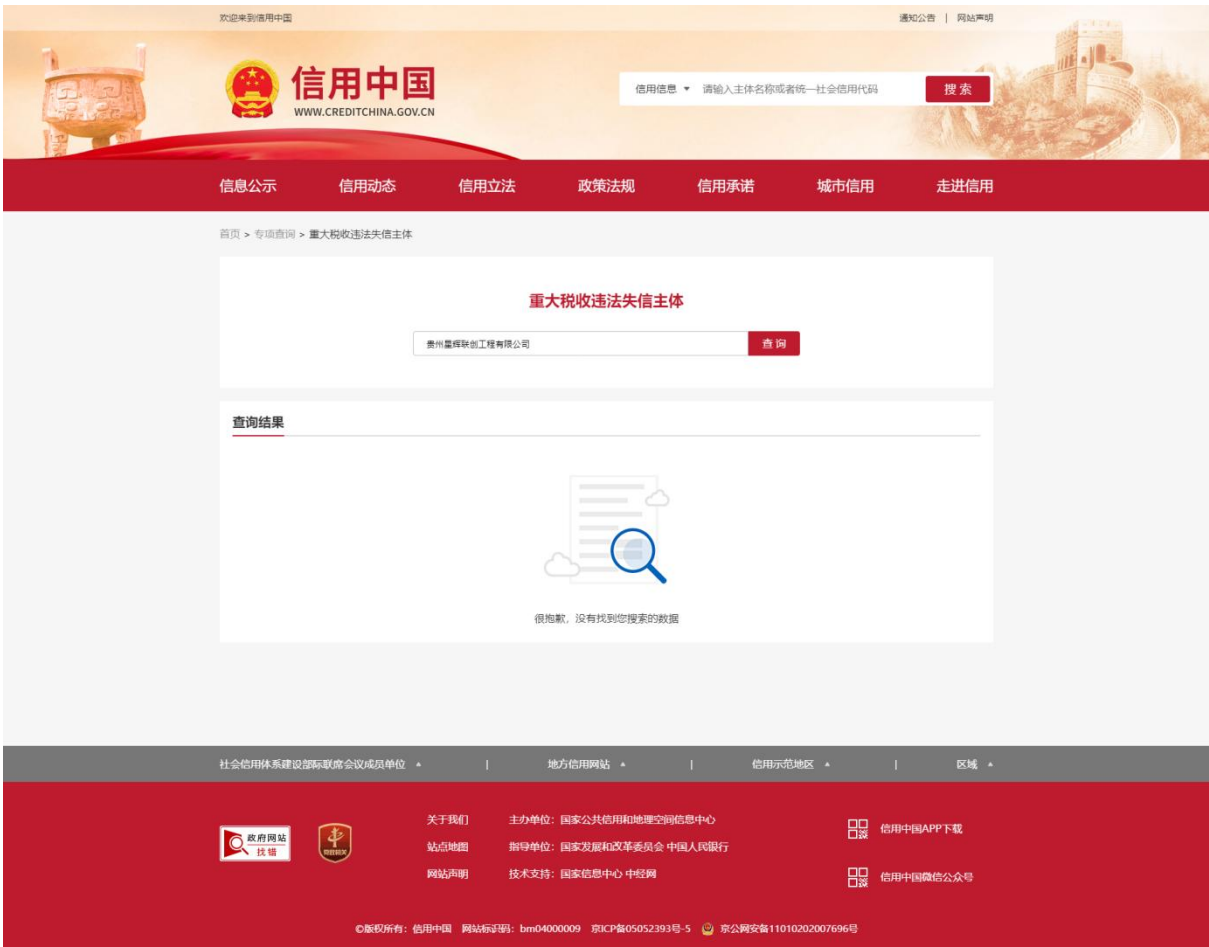 欢迎来到信用中国
通知公告 | 网站声明
信用中国
WWW.CREDITCHINA.GOV.CN
信用信息 ▼ 请输入主体名称或者统一社会信用代码 搜索
信息公示 信用动态 信用立法 政策法规 信用承诺 城市信用 走进信用
首页 > 专项查询 > 重大税收违法失信主体
重大税收违法失信主体
贵州星辉联创工程有限公司 查询
查询结果
很抱歉，没有找到您搜索的数据
社会信用体系建设部际联席会议成员单位 ▲ | 地方信用网站 ▲ | 信用示范地区 ▲ | 区域 ▲
政府网站
找错
党政机关
关于我们 主办单位：国家公共信用和地理空间信息中心
站点地图 指导单位：国家发展和改革委员会 中国人民银行
网站声明 技术支持：国家信息中心 中经网
信用中国APP下载
信用中国微信公众号
©版权所有：信用中国 网站标识码：bm04000009 京ICP备05052393号-5 京公网安备11010202007696号